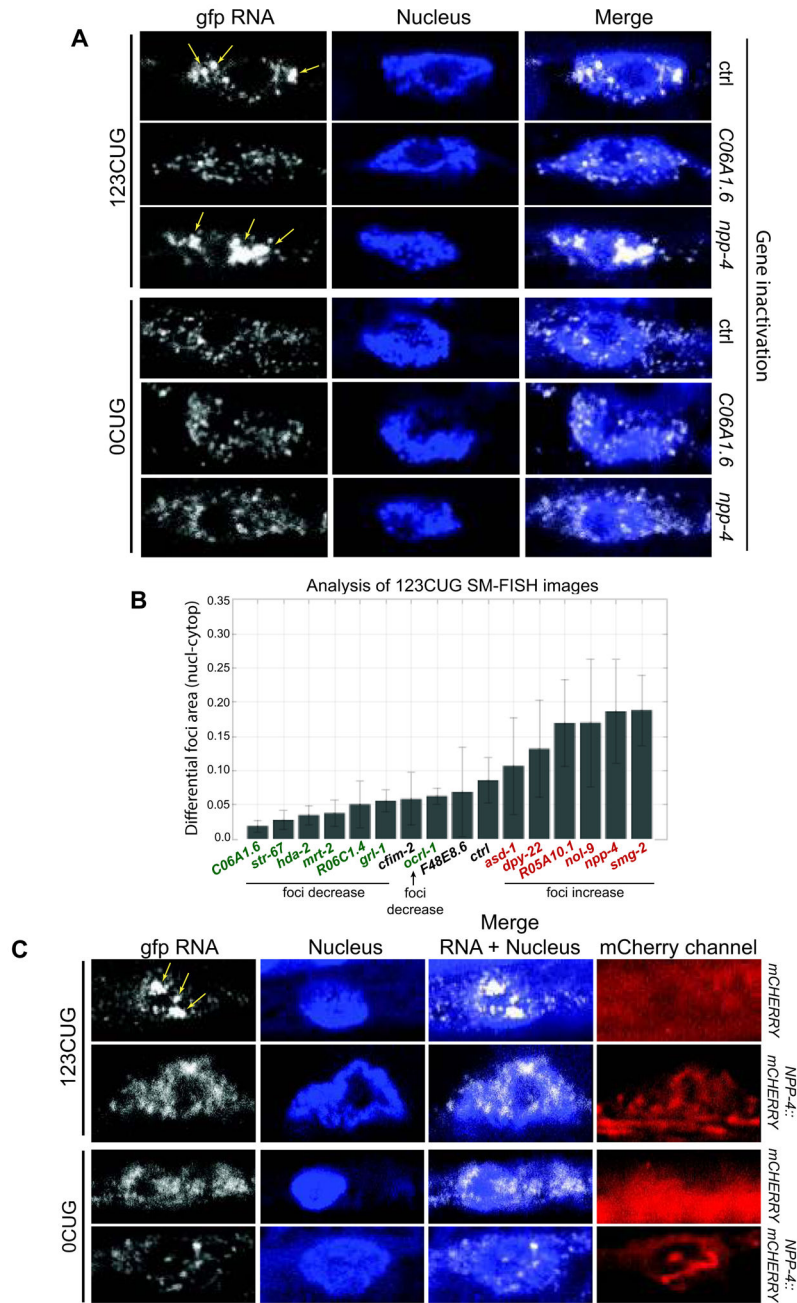 A
gfp RNA
Nucleus
Merge
123CUG
ctrl
C06A1.6
npp-4
0CUG
ctrl
C06A1.6
npp-4
Gene inactivation
B
Analysis of 123CUG SM-FISH images
Differential foci area (nucl-cytop)
0.35
0.30
0.25
0.20
0.15
0.10
0.05
0.0
C06A1.6
str-67
hda-2
mrt-2
R06C1.4
grl-1
cfim-2
ocrl-1
F48E8.6
ctrl
asd-1
dpy-22
R05A10.1
nol-9
npp-4
smg-2
foci decrease
foci
decrease
foci increase
C
gfp RNA
Nucleus
Merge
RNA + Nucleus
mCherry channel
123CUG
mCHERRY
NPP-4::
mCHERRY
0CUG
mCHERRY
NPP-4::
mCHERRY